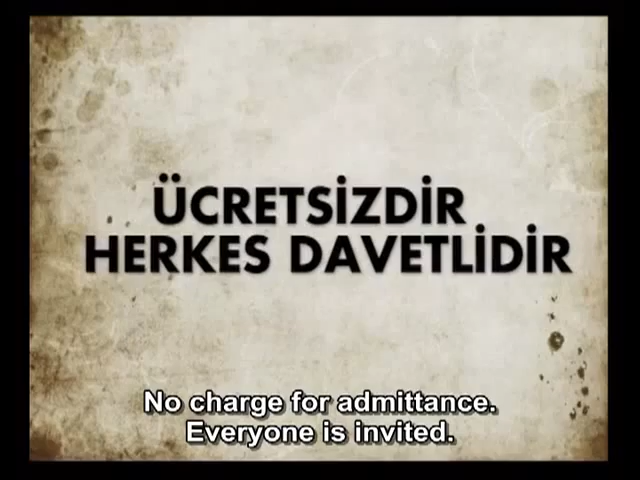 ÜCRETSİZDİR
HERKES DAVETLİDİR
No charge for admittance.
Everyone is invited.